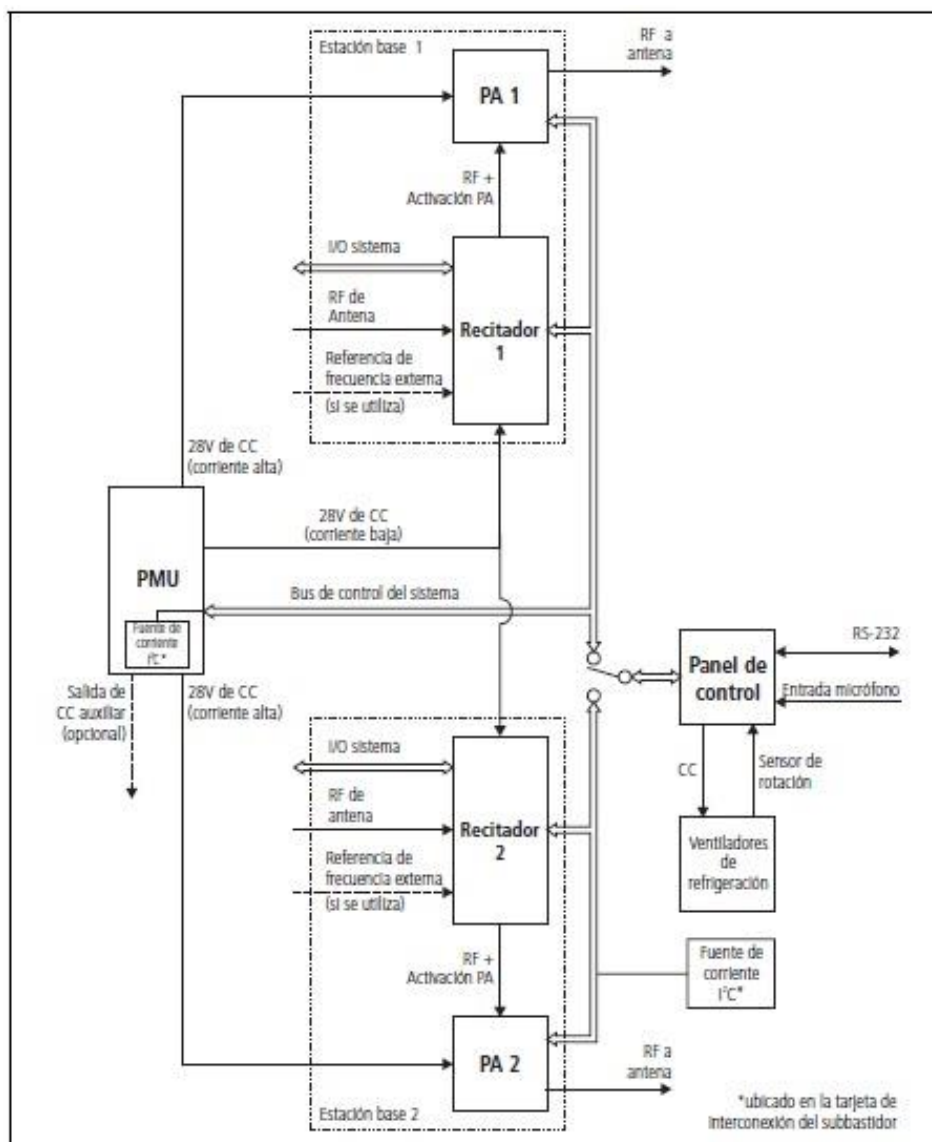 Estación base 1
RF a
antena
PA 1
RF +
Activación PA
I/O sistema
RF de
Antena
Recitador
1
Referencia de
frecuencia externa
(si se utiliza)
28V de CC
(corriente alta)
28V de CC
(corriente baja)
PMU
Bus de control del sistema
Fuente de
corriente
I²C*
Salida de
CC auxiliar
(opcional)
28V de CC
(corriente alta)
Panel de
control
RS-232
Entrada micrófono
CC
Sensor de
rotación
Ventiladores
de
refrigeración
I/O sistema
RF de
antena
Recitador
2
Referencia de
frecuencia externa
(si se utiliza)
RF +
Activación PA
Fuente de
corriente
I²C*
PA 2
RF a
antena
Estación base 2
*ubicado en la tarjeta de
interconexión del subbastidor